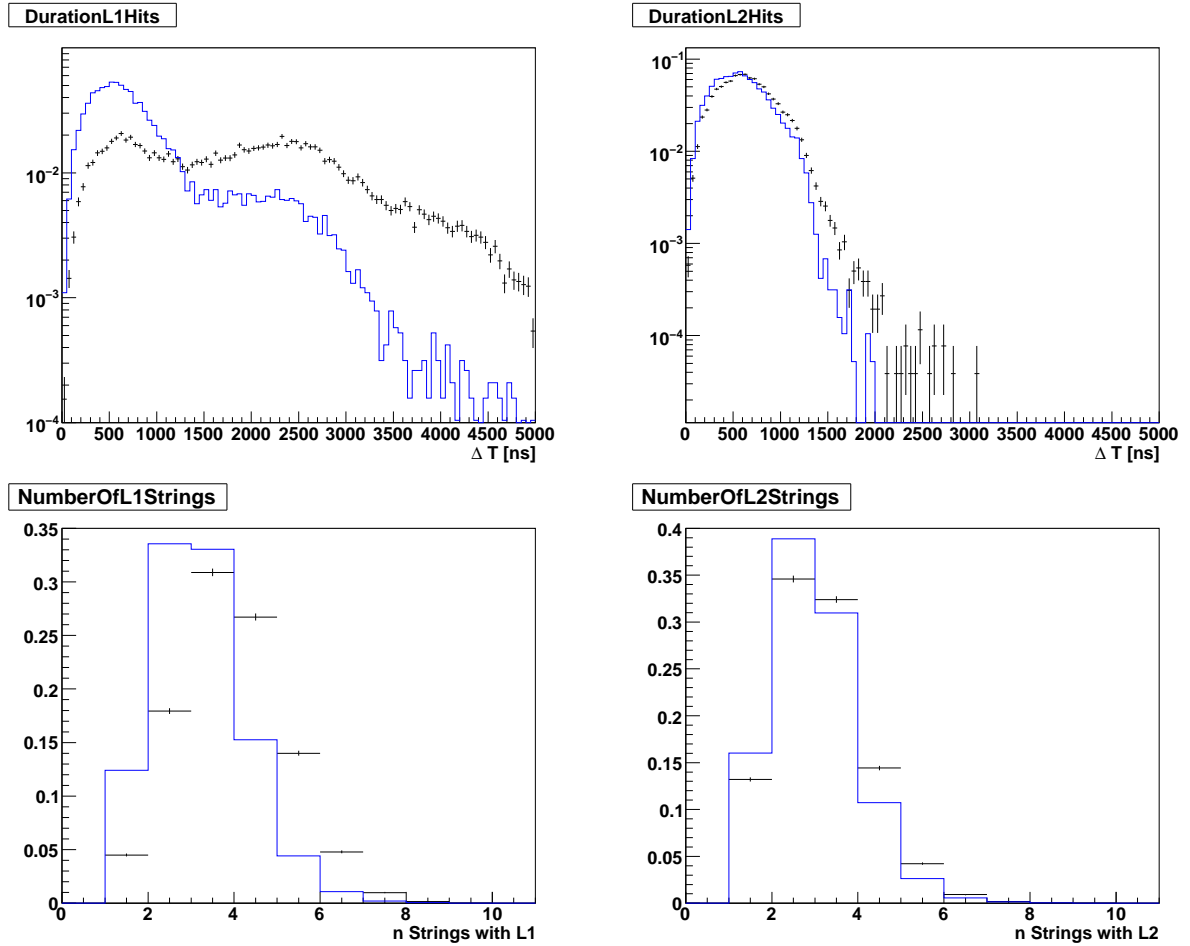 DurationL1Hits
10⁻²
10⁻³
10⁻⁴
0 500 1000 1500 2000 2500 3000 3500 4000 4500 5000
Δ T [ns]
DurationL2Hits
10⁻¹
10⁻²
10⁻³
10⁻⁴
0 500 1000 1500 2000 2500 3000 3500 4000 4500 5000
Δ T [ns]
NumberOfL1Strings
0.35
0.3
0.25
0.2
0.15
0.1
0.05
0
0 2 4 6 8 10
n Strings with L1
NumberOfL2Strings
0.4
0.35
0.3
0.25
0.2
0.15
0.1
0.05
0
0 2 4 6 8 10
n Strings with L2